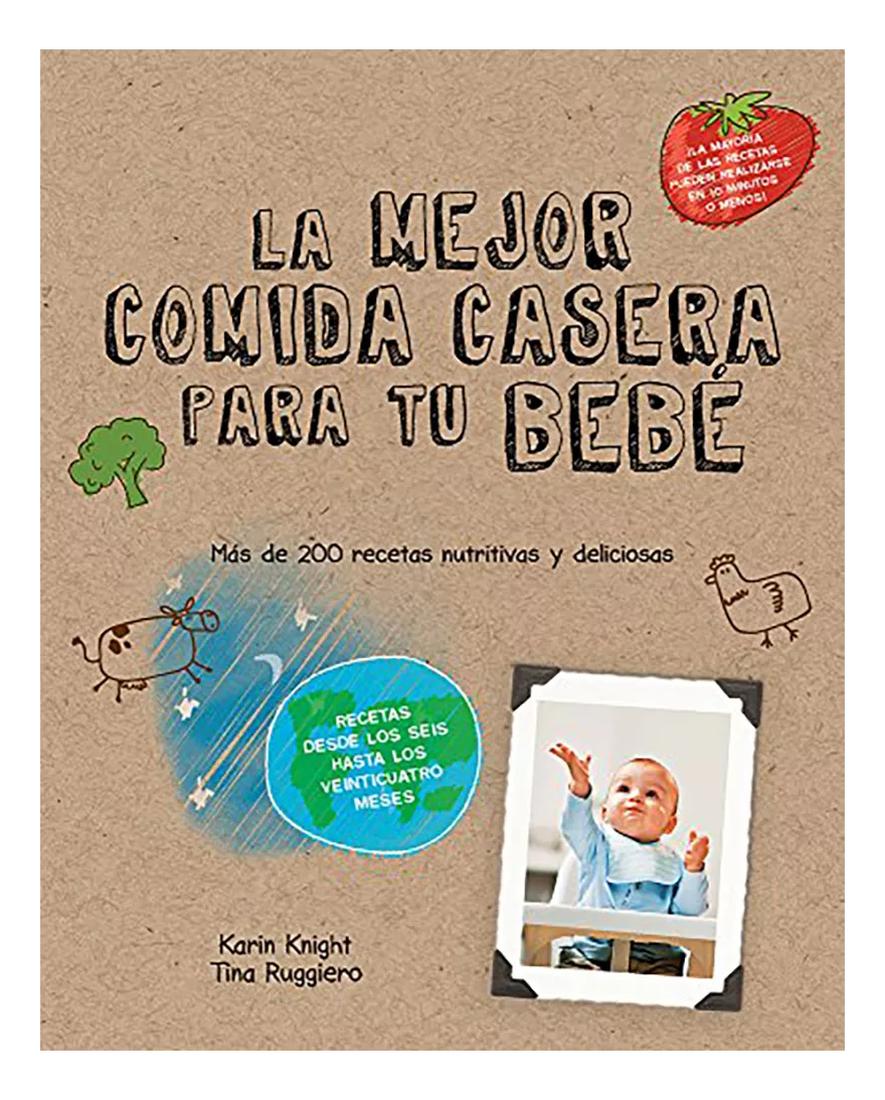 ¡LA MAYORÍA
DE LAS RECETAS
PUEDEN REALIZARSE
EN 10 MINUTOS
O MENOS!
LA MEJOR
COMIDA CASERA
PARA TU BEBÉ
Más de 200 recetas nutritivas y deliciosas
RECETAS
DESDE LOS SEIS
HASTA LOS
VEINTICUATRO
MESES
Karin Knight
Tina Ruggiero